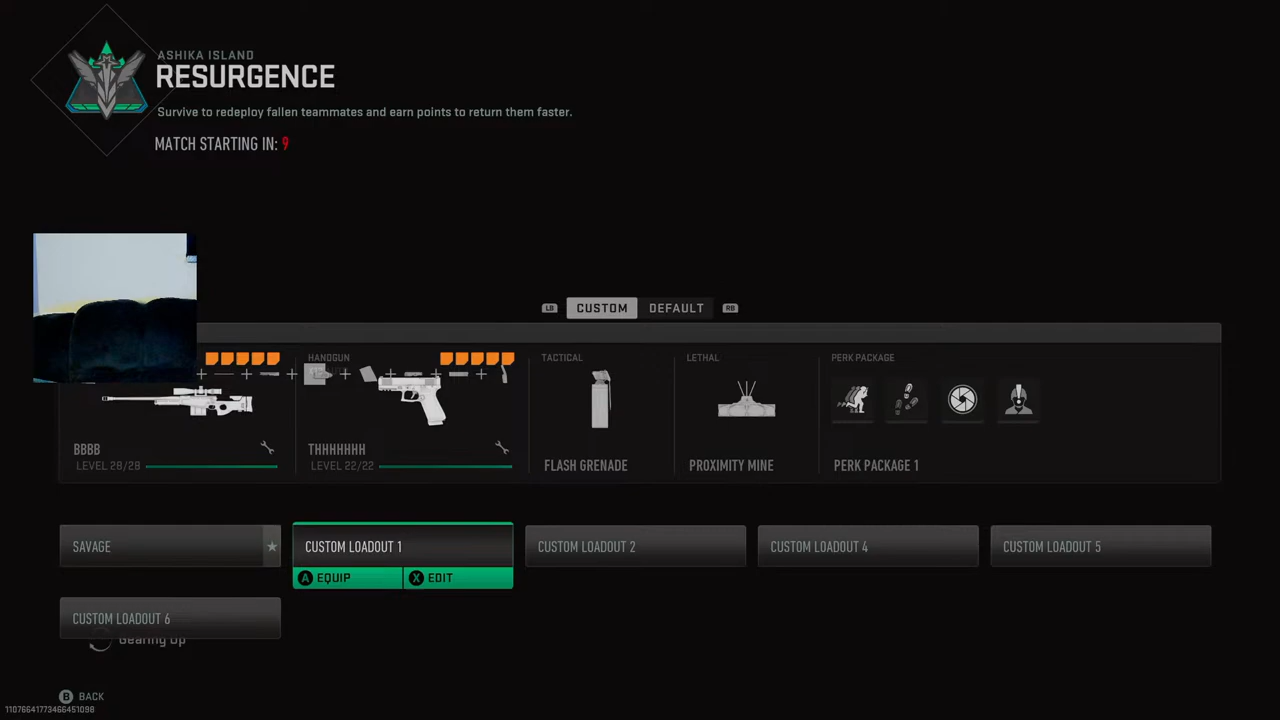 ASHIKA ISLAND
RESURGENCE
Survive to redeploy fallen teammates and earn points to return them faster.
MATCH STARTING IN: 9
LB CUSTOM DEFAULT RB
HANDGUN TACTICAL LETHAL PERK PACKAGE
BBBB THHHHHHH
LEVEL 28/28 LEVEL 22/22 FLASH GRENADE PROXIMITY MINE PERK PACKAGE 1
SAVAGE CUSTOM LOADOUT 1 CUSTOM LOADOUT 2 CUSTOM LOADOUT 4 CUSTOM LOADOUT 5
A EQUIP X EDIT
CUSTOM LOADOUT 6
Gearing Up
B BACK
11076641773466451098